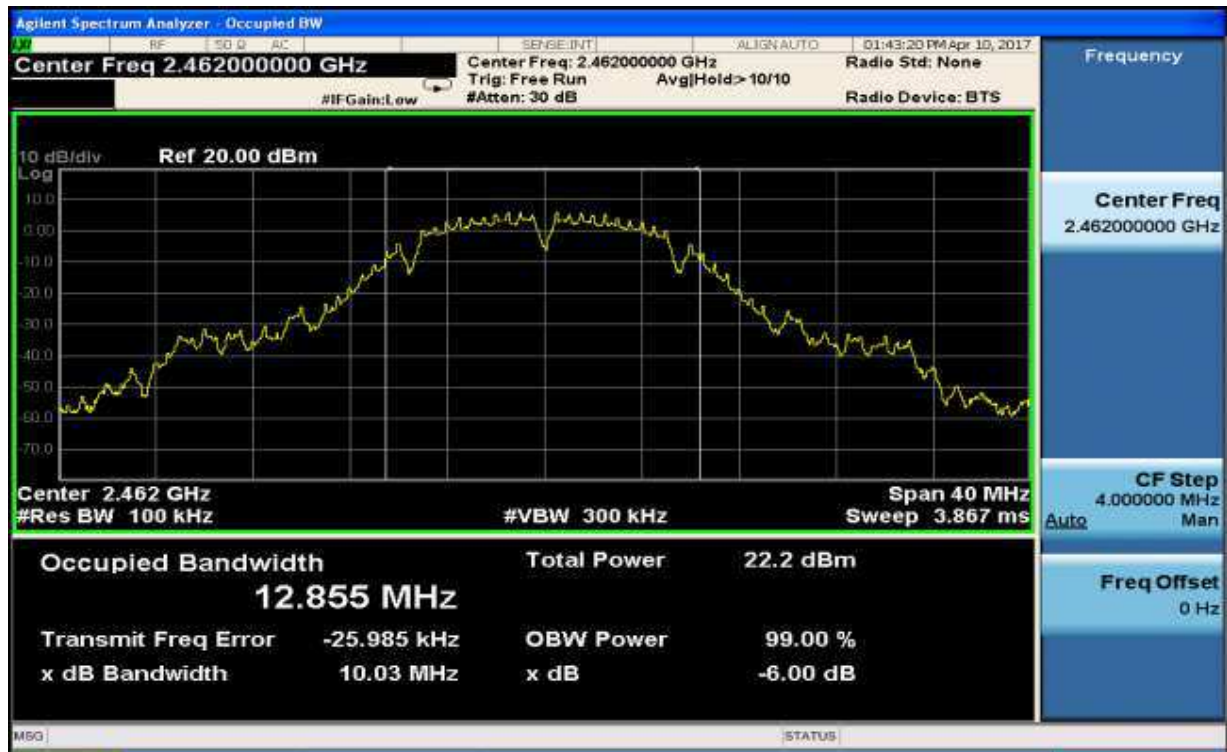 Agilent Spectrum Analyzer - Occupied BW
LXI RF 50 Ω AC SENSE:INT ALIGN AUTO 01:43:20 PM Apr 10, 2017
Center Freq 2.462000000 GHz
Center Freq: 2.462000000 GHz
Radio Std: None
Trig: Free Run Avg|Hold:> 10/10
#IFGain:Low
#Atten: 30 dB
Radio Device: BTS
10 dB/div Ref 20.00 dBm
Log
10.0
0.00
-10.0
-20.0
-30.0
-40.0
-50.0
-60.0
-70.0
Center 2.462 GHz
Span 40 MHz
#Res BW 100 kHz
#VBW 300 kHz
Sweep 3.867 ms
Occupied Bandwidth
12.855 MHz
Total Power 22.2 dBm
Transmit Freq Error -25.985 kHz
OBW Power 99.00 %
x dB Bandwidth 10.03 MHz
x dB -6.00 dB
Frequency
Center Freq
2.462000000 GHz
CF Step
4.000000 MHz
Auto Man
Freq Offset
0 Hz
MSG
STATUS